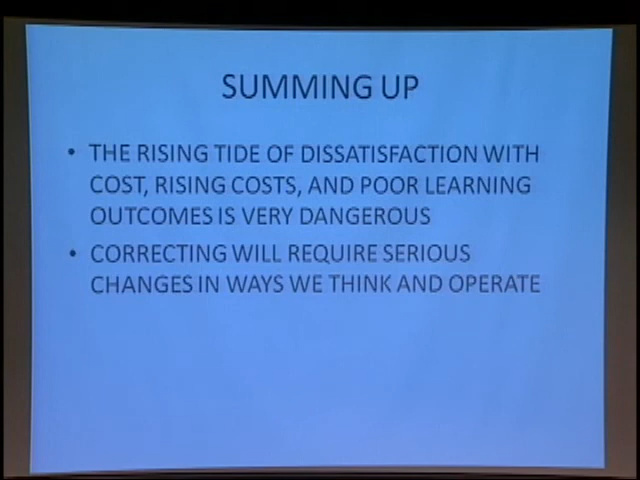 SUMMING UP
• THE RISING TIDE OF DISSATISFACTION WITH
COST, RISING COSTS, AND POOR LEARNING
OUTCOMES IS VERY DANGEROUS
• CORRECTING WILL REQUIRE SERIOUS
CHANGES IN WAYS WE THINK AND OPERATE